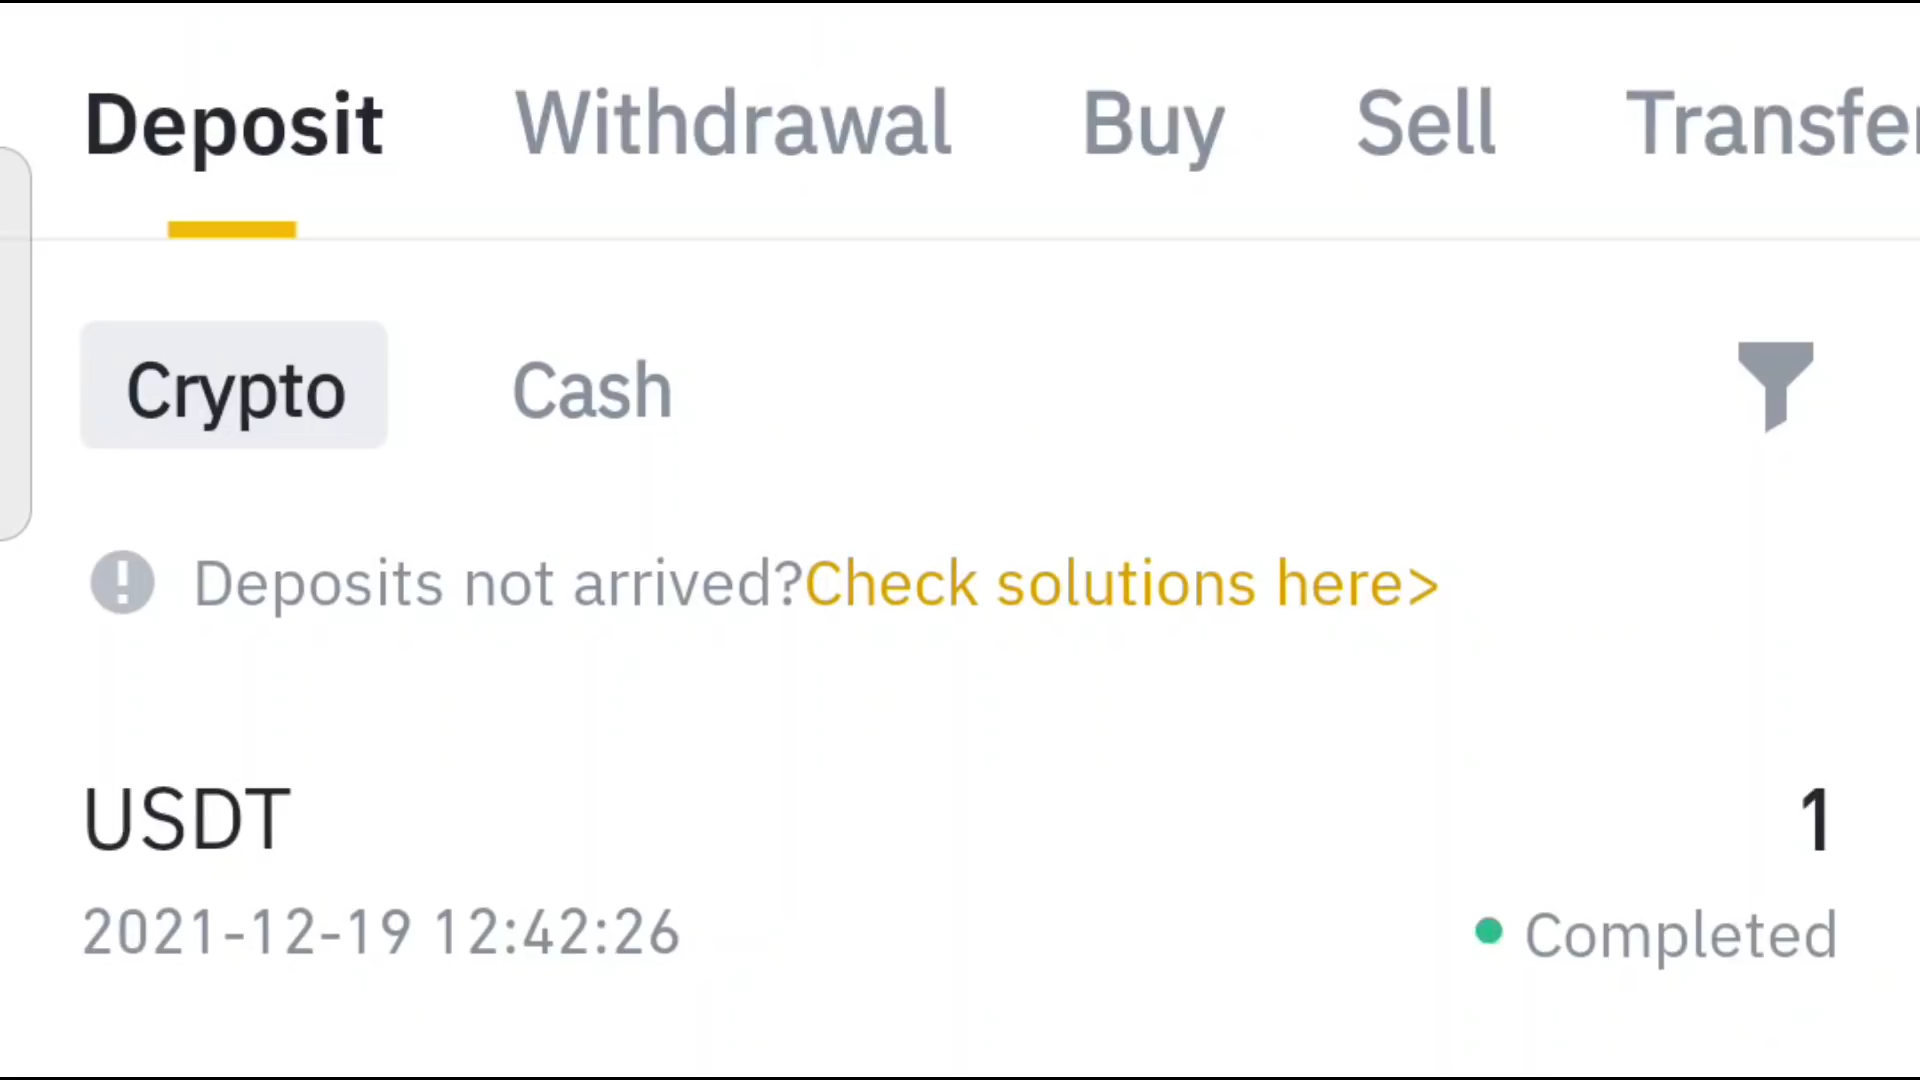 Deposit Withdrawal Buy Sell Transfer
Crypto Cash
Deposits not arrived?Check solutions here>
USDT 1
2021-12-19 12:42:26 Completed